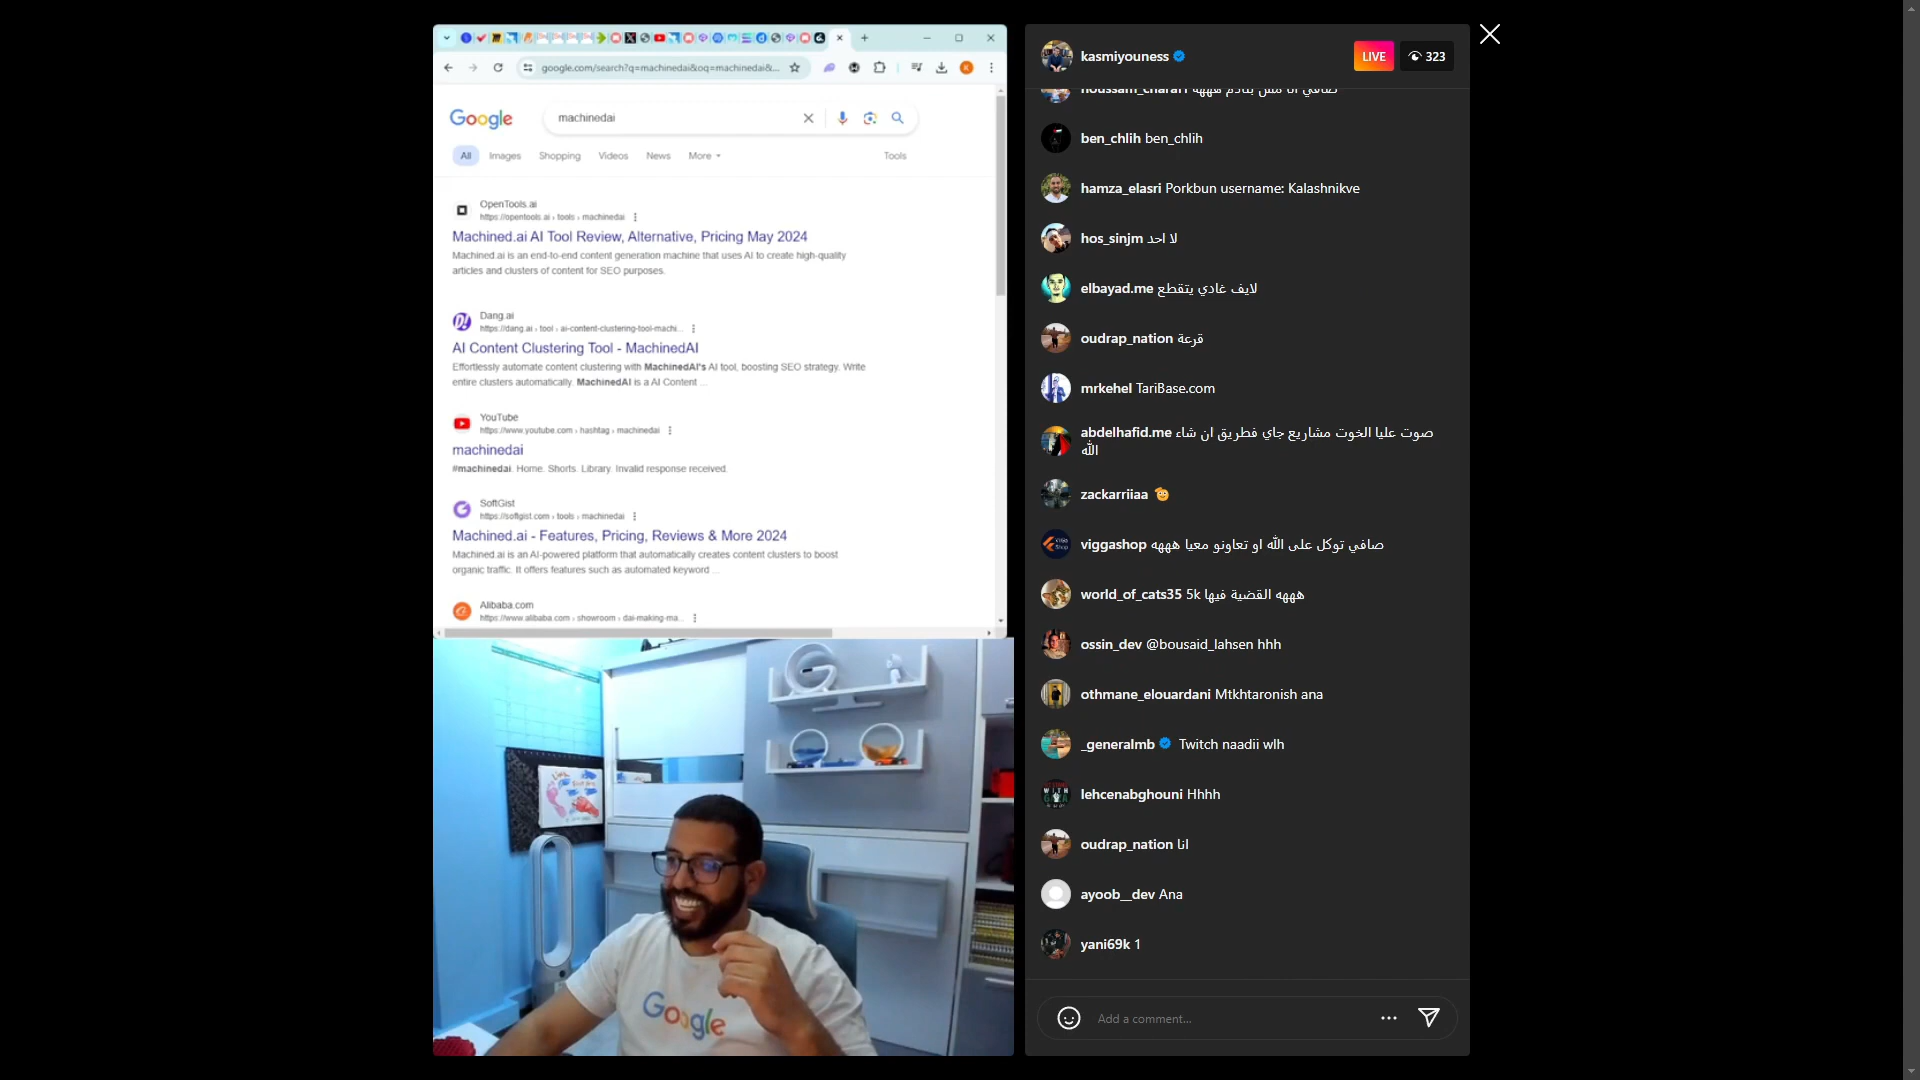 google.com/search?q=machinedai&oq=machinedai&...
Google
machinedai
All
Images
Shopping
Videos
News
More
Tools
OpenTools.ai
https://opentools.ai › tools › machinedai
Machined.ai AI Tool Review, Alternative, Pricing May 2024
Machined.ai is an end-to-end content generation machine that uses AI to create high-quality
articles and clusters of content for SEO purposes.
Dang.ai
https://dang.ai › tool › ai-content-clustering-tool-machi...
AI Content Clustering Tool - MachinedAI
Effortlessly automate content clustering with MachinedAI's AI tool, boosting SEO strategy. Write
entire clusters automatically. MachinedAI is a AI Content ...
YouTube
https://www.youtube.com › hashtag › machinedai
machinedai
#machinedai. Home. Shorts. Library. Invalid response received.
SoftGist
https://softgist.com › tools › machinedai
Machined.ai - Features, Pricing, Reviews & More 2024
Machined.ai is an AI-powered platform that automatically creates content clusters to boost
organic traffic. It offers features such as automated keyword ...
Alibaba.com
https://www.alibaba.com › showroom › dai-making-ma...
Google
kasmiyouness
LIVE
323
ben_chlih ben_chlih
hamza_elasri Porkbun username: Kalashnikve
hos_sinjm لا احد
elbayad.me لايف غادي يتقطع
oudrap_nation قرعة
mrkehel TariBase.com
abdelhafid.me صوت عليا الخوت مشاريع جاي فطريق ان شاء
الله
zackarriiaa 🫡
viggashop صافي توكل على الله او تعاونو معيا هههه
world_of_cats35 5k هههه القضية فيها
ossin_dev @bousaid_lahsen hhh
othmane_elouardani Mtkhtaronish ana
_generalmb Twitch naadii wlh
lehcenabghouni Hhhh
oudrap_nation انا
ayoob__dev Ana
yani69k 1
Add a comment...